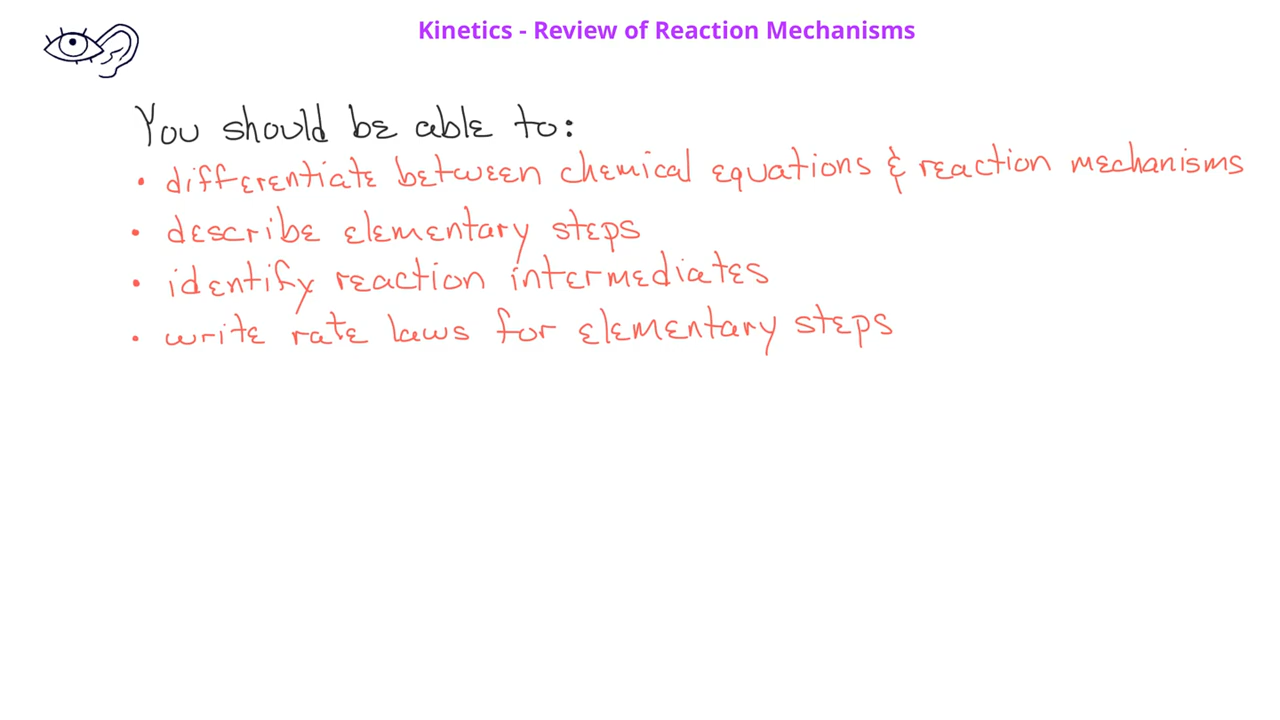 Kinetics - Review of Reaction Mechanisms
You should be able to:
• differentiate between chemical equations & reaction mechanisms
• describe elementary steps
• identify reaction intermediates
• write rate laws for elementary steps